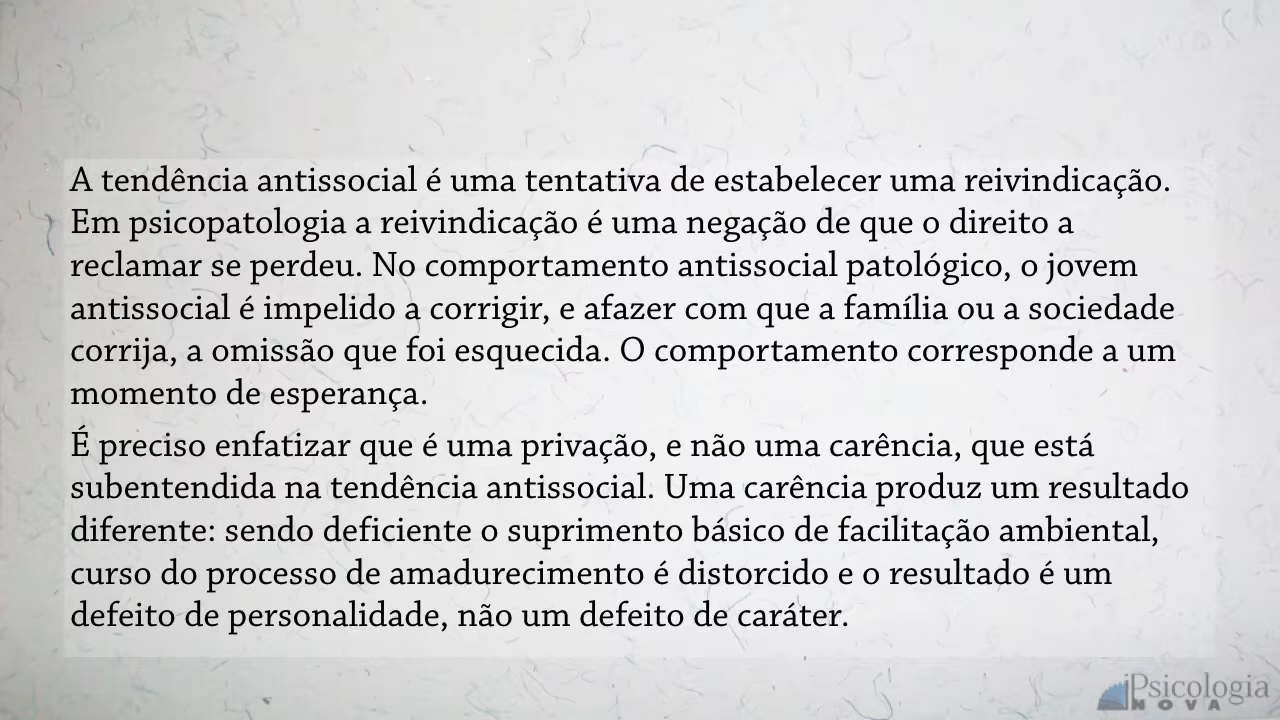 A tendência antissocial é uma tentativa de estabelecer uma reivindicação.
Em psicopatologia a reivindicação é uma negação de que o direito a
reclamar se perdeu. No comportamento antissocial patológico, o jovem
antissocial é impelido a corrigir, e afazer com que a família ou a sociedade
corrija, a omissão que foi esquecida. O comportamento corresponde a um
momento de esperança.
É preciso enfatizar que é uma privação, e não uma carência, que está
subentendida na tendência antissocial. Uma carência produz um resultado
diferente: sendo deficiente o suprimento básico de facilitação ambiental,
curso do processo de amadurecimento é distorcido e o resultado é um
defeito de personalidade, não um defeito de caráter.
Psicologia
NOVA